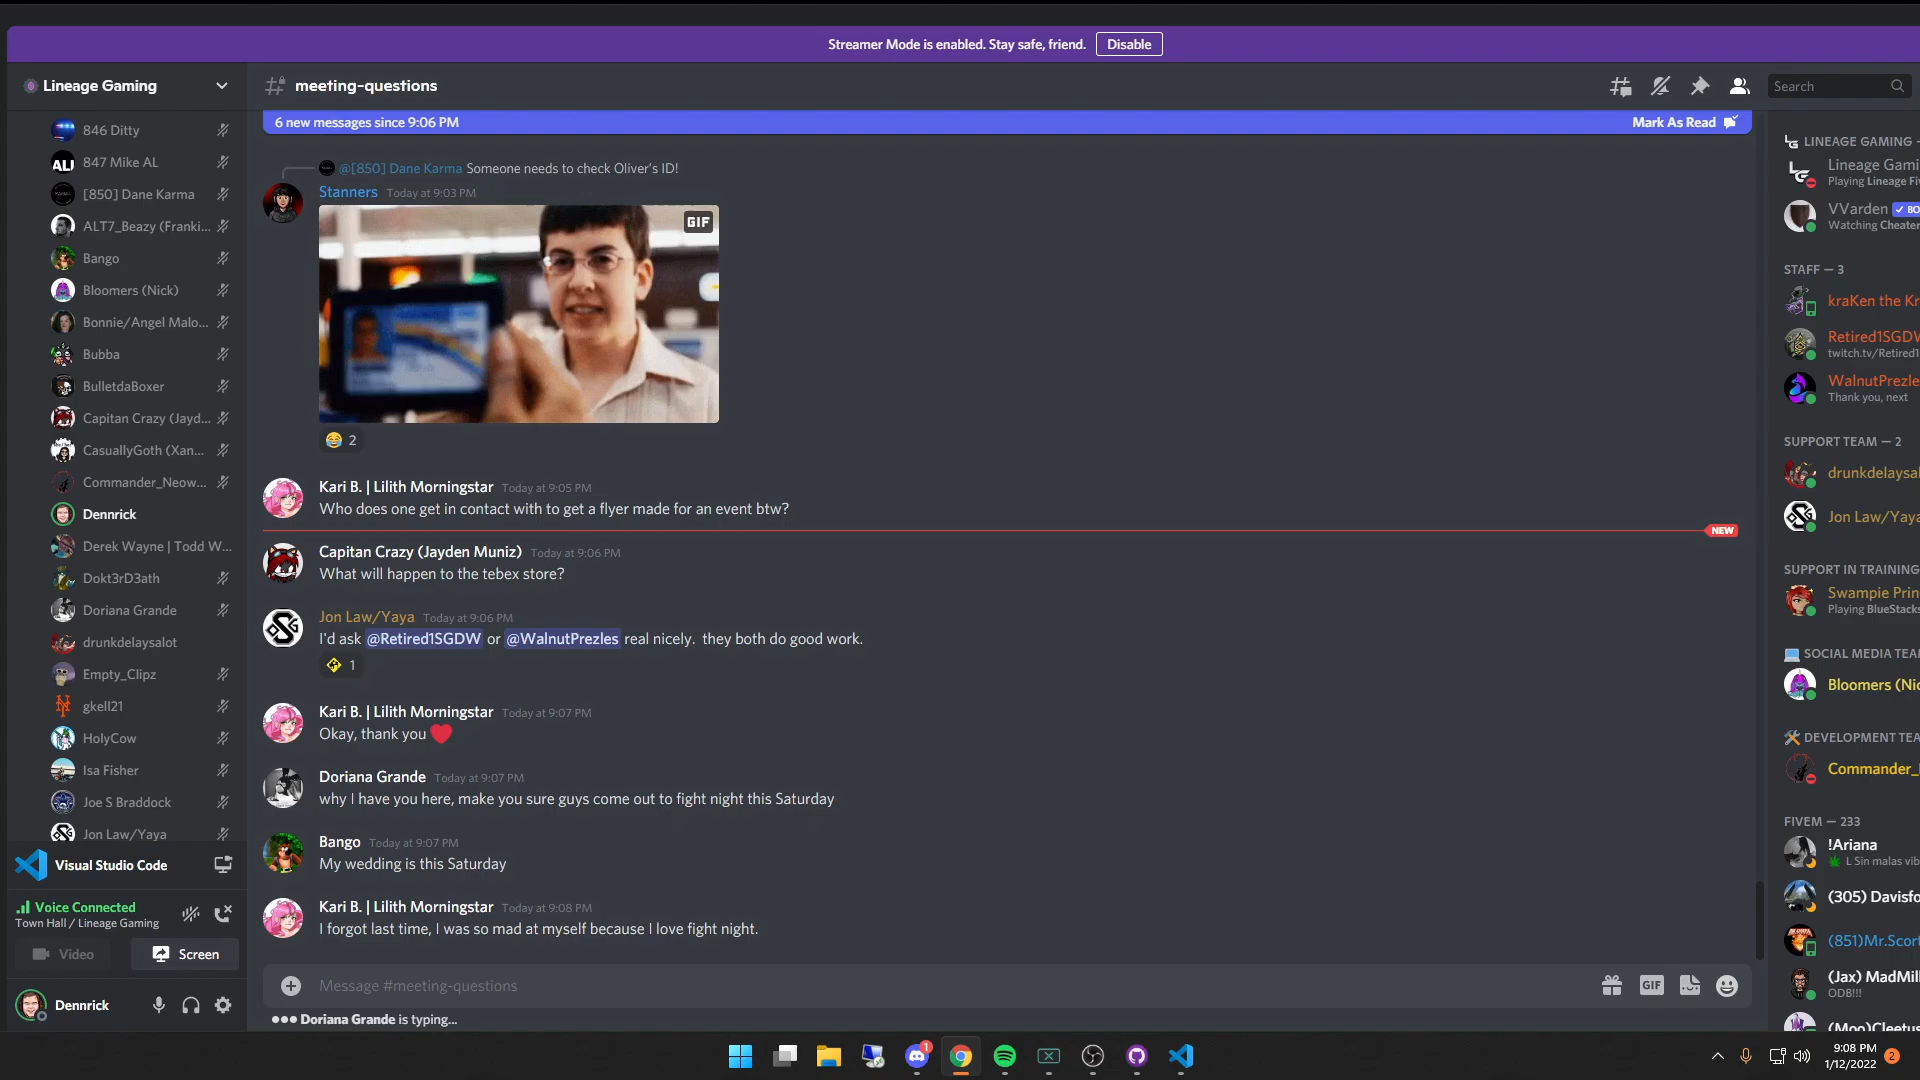 Streamer Mode is enabled. Stay safe, friend.
Disable
Lineage Gaming
meeting-questions
Search
846 Ditty
847 Mike AL
[850] Dane Karma
ALT7_Beazy (Franki...
Bango
Bloomers (Nick)
Bonnie/Angel Malo...
Bubba
BulletdaBoxer
Capitan Crazy (Jayd...
CasuallyGoth (Xan...
Commander_Neow...
Dennrick
Derek Wayne | Todd W...
Dokt3rD3ath
Doriana Grande
drunkdelaysalot
Empty_Clipz
gkell21
HolyCow
Isa Fisher
Joe S Braddock
Jon Law/Yaya
Visual Studio Code
Voice Connected
Town Hall / Lineage Gaming
Video
Screen
Dennrick
6 new messages since 9:06 PM
Mark As Read
@[850] Dane Karma Someone needs to check Oliver's ID!
Stanners Today at 9:03 PM
GIF
2
Kari B. | Lilith Morningstar Today at 9:05 PM
Who does one get in contact with to get a flyer made for an event btw?
NEW
Capitan Crazy (Jayden Muniz) Today at 9:06 PM
What will happen to the tebex store?
Jon Law/Yaya Today at 9:06 PM
I'd ask @Retired1SGDW or @WalnutPrezles real nicely. they both do good work.
1
Kari B. | Lilith Morningstar Today at 9:07 PM
Okay, thank you
Doriana Grande Today at 9:07 PM
why I have you here, make you sure guys come out to fight night this Saturday
Bango Today at 9:07 PM
My wedding is this Saturday
Kari B. | Lilith Morningstar Today at 9:08 PM
I forgot last time, I was so mad at myself because I love fight night.
Message #meeting-questions
GIF
Doriana Grande is typing...
LINEAGE GAMING -
Lineage Gami
Playing Lineage Fiv
VVarden BO
Watching Cheater
STAFF — 3
kraKen the Kr
Retired1SGDW
twitch.tv/Retired1
WalnutPrezle
Thank you, next
SUPPORT TEAM — 2
drunkdelaysal
Jon Law/Yaya
SUPPORT IN TRAINING
Swampie Prin
Playing BlueStacks
SOCIAL MEDIA TEA
Bloomers (Nic
DEVELOPMENT TEA
Commander_
FIVEM — 233
!Ariana
L Sin malas vib
(305) Davisfo
(851)Mr.Scor
(Jax) MadMil
ODB!!!
(Moo)Cleetus
1
9:08 PM
1/12/2022
2